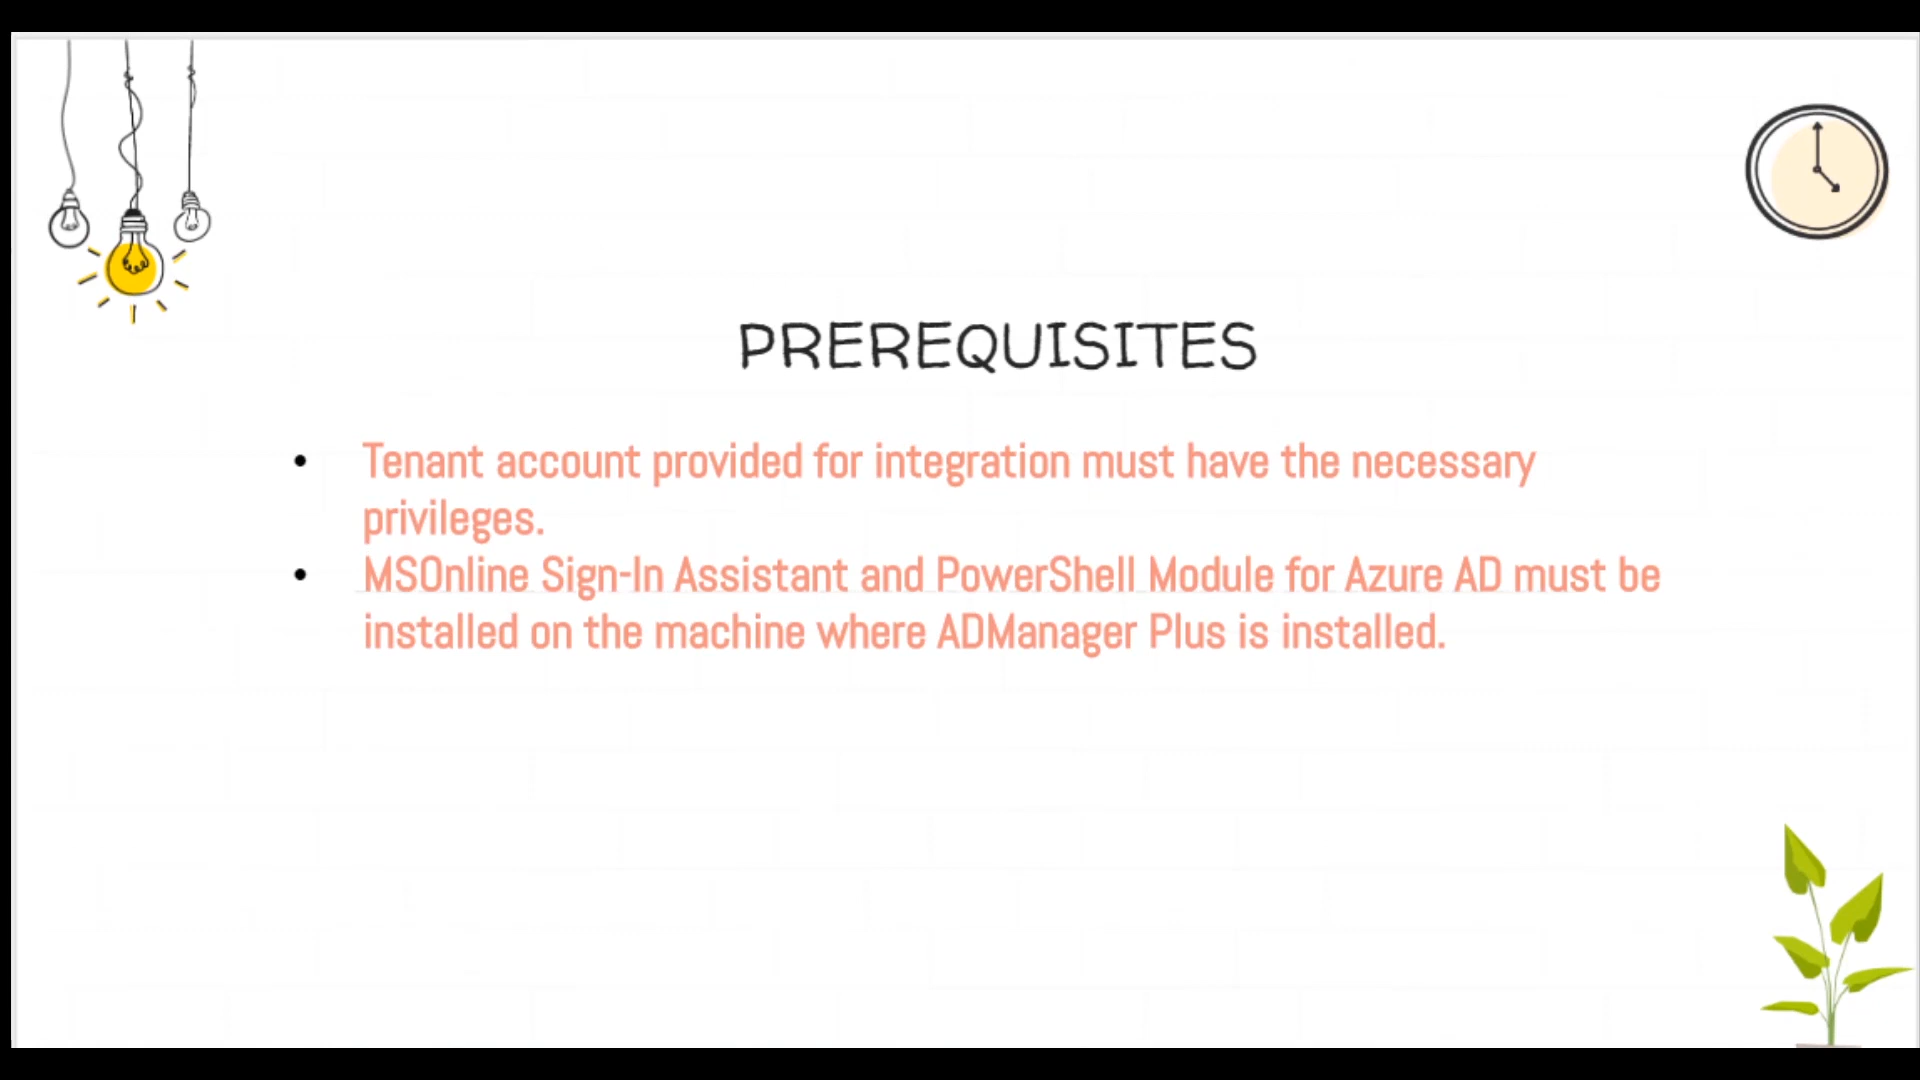 PREREQUISITES
• Tenant account provided for integration must have the necessary
privileges.
• MSOnline Sign-In Assistant and PowerShell Module for Azure AD must be
installed on the machine where ADManager Plus is installed.